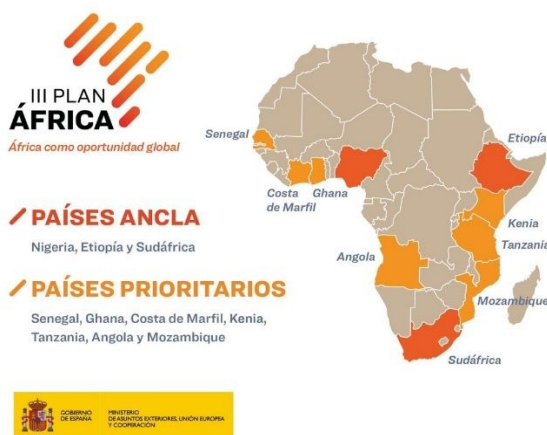 III PLAN
ÁFRICA
África como oportunidad global
PAÍSES ANCLA
Nigeria, Etiopía y Sudáfrica
PAÍSES PRIORITARIOS
Senegal, Ghana, Costa de Marfil, Kenia,
Tanzania, Angola y Mozambique
Senegal
Costa
de Marfil
Ghana
Etiopía
Kenia
Tanzania
Angola
Mozambique
Sudáfrica
GOBIERNO
DE ESPAÑA
MINISTERIO
DE ASUNTOS EXTERIORES, UNIÓN EUROPEA
Y COOPERACIÓN